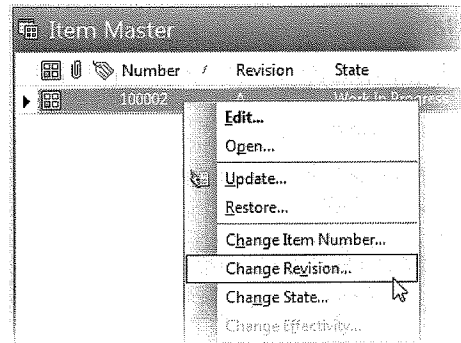 Item Master
Number / Revision State
100002 A Work In Progress
Edit...
Open...
Update...
Restore...
Change Item Number...
Change Revision...
Change State...
Change Effectivity...